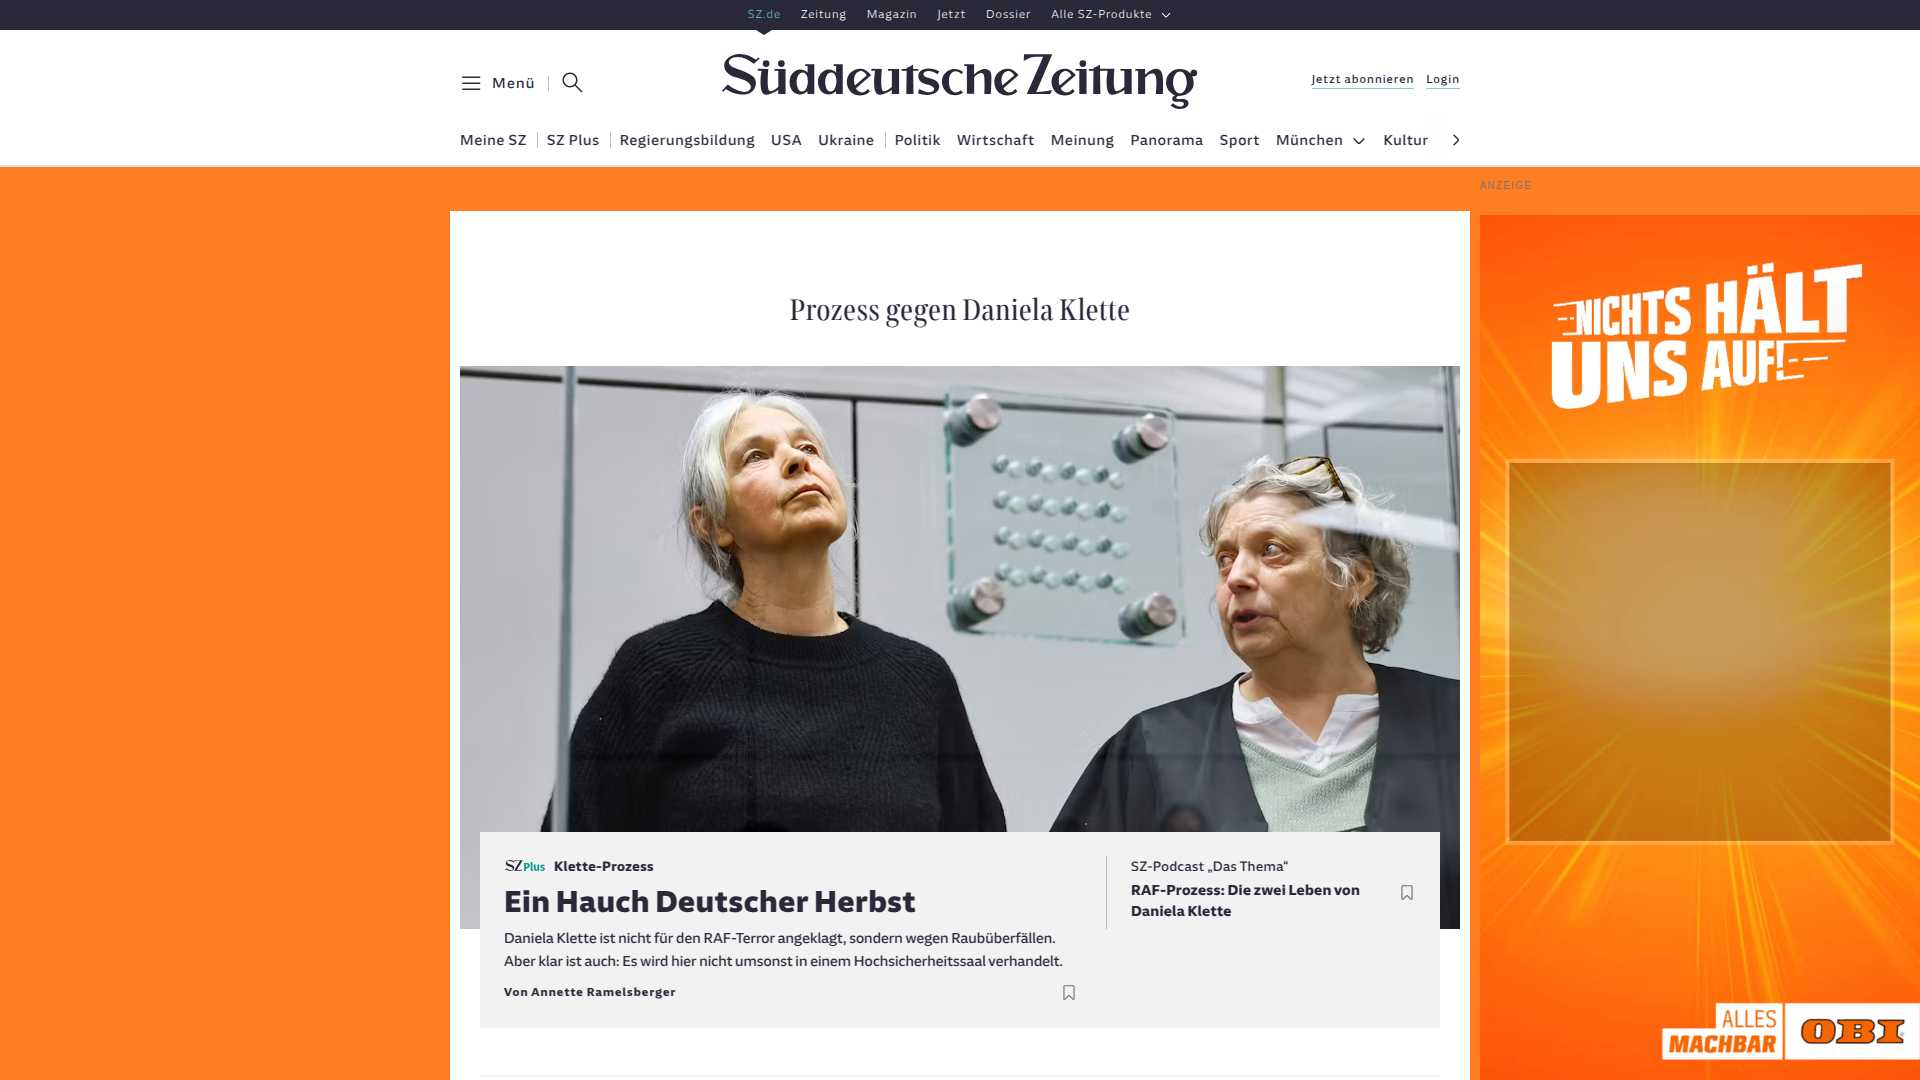 SZ.de Zeitung Magazin Jetzt Dossier Alle SZ-Produkte
Menü
Süddeutsche Zeitung
Jetzt abonnieren Login
Meine SZ SZ Plus Regierungsbildung USA Ukraine Politik Wirtschaft Meinung Panorama Sport München Kultur
ANZEIGE
Prozess gegen Daniela Klette
NICHTS HÄLT
UNS AUF!
SZ Plus Klette-Prozess
Ein Hauch Deutscher Herbst
Daniela Klette ist nicht für den RAF-Terror angeklagt, sondern wegen Raubüberfällen.
Aber klar ist auch: Es wird hier nicht umsonst in einem Hochsicherheitssaal verhandelt.
Von Annette Ramelsberger
SZ-Podcast „Das Thema“
RAF-Prozess: Die zwei Leben von
Daniela Klette
ALLES
MACHBAR
OBI